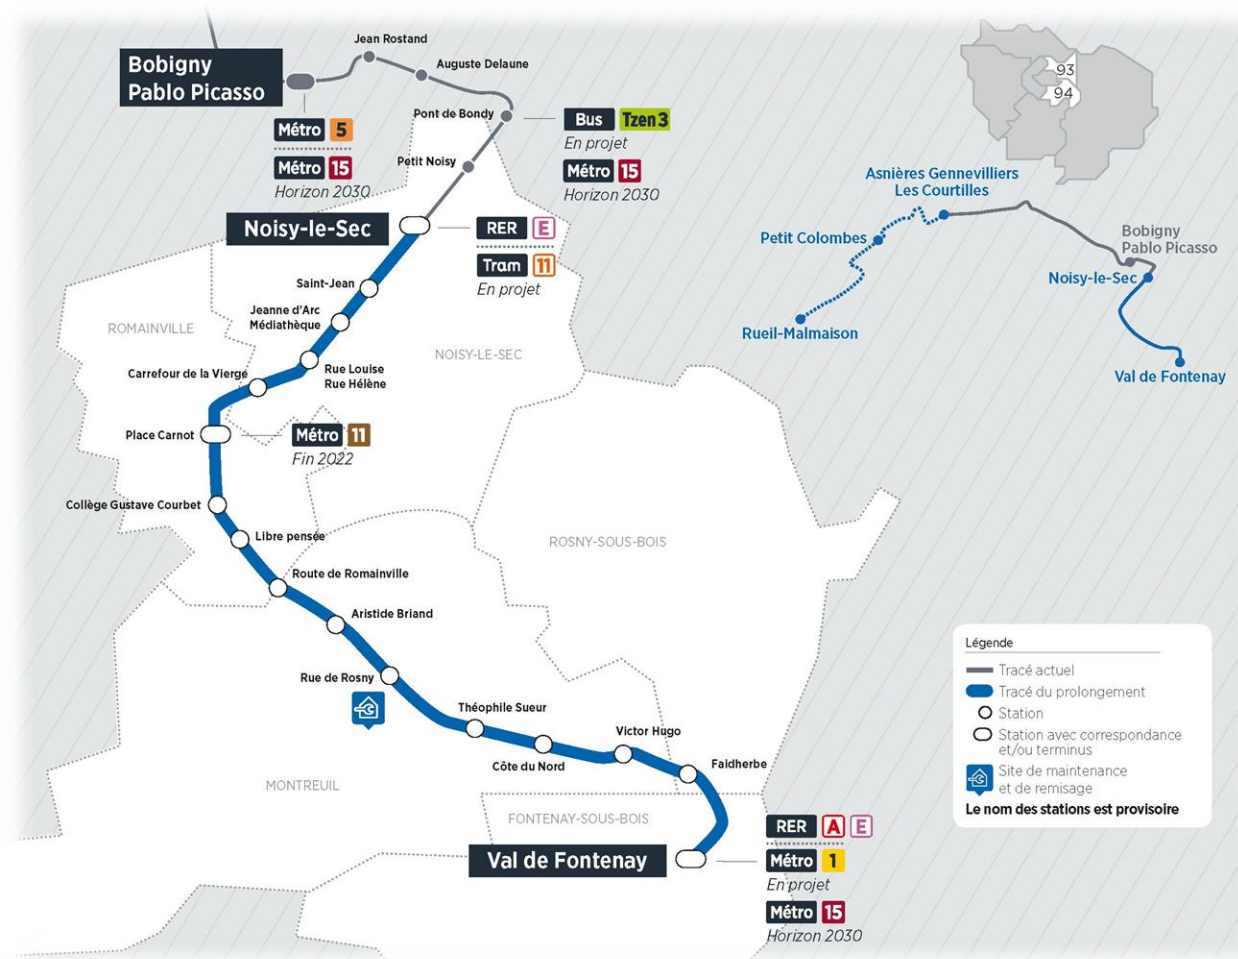 Jean Rostand
Auguste Delaune
Bobigny
Pablo Picasso
Pont de Bondy
Métro 5
Métro 15
Horizon 2030
Bus Tzen 3
En projet
Métro 15
Horizon 2030
Petit Noisy
Noisy-le-Sec
RER E
Tram 11
En projet
Saint-Jean
Jeanne d'Arc
Médiathèque
ROMAINVILLE
NOISY-LE-SEC
Rue Louise
Rue Hélène
Carrefour de la Vierge
Place Carnot
Métro 11
Fin 2022
Collège Gustave Courbet
Libre pensée
ROSNY-SOUS-BOIS
Route de Romainville
Aristide Briand
Rue de Rosny
Théophile Sueur
Victor Hugo
Côte du Nord
Faidherbe
MONTREUIL
FONTENAY-SOUS-BOIS
Val de Fontenay
RER A E
Métro 1
En projet
Métro 15
Horizon 2030
93
94
Asnières Gennevilliers
Les Courtilles
Petit Colombes
Bobigny
Pablo Picasso
Noisy-le-Sec
Rueil-Malmaison
Val de Fontenay
Légende
Tracé actuel
Tracé du prolongement
Station
Station avec correspondance
et/ou terminus
Site de maintenance
et de remisage
Le nom des stations est provisoire